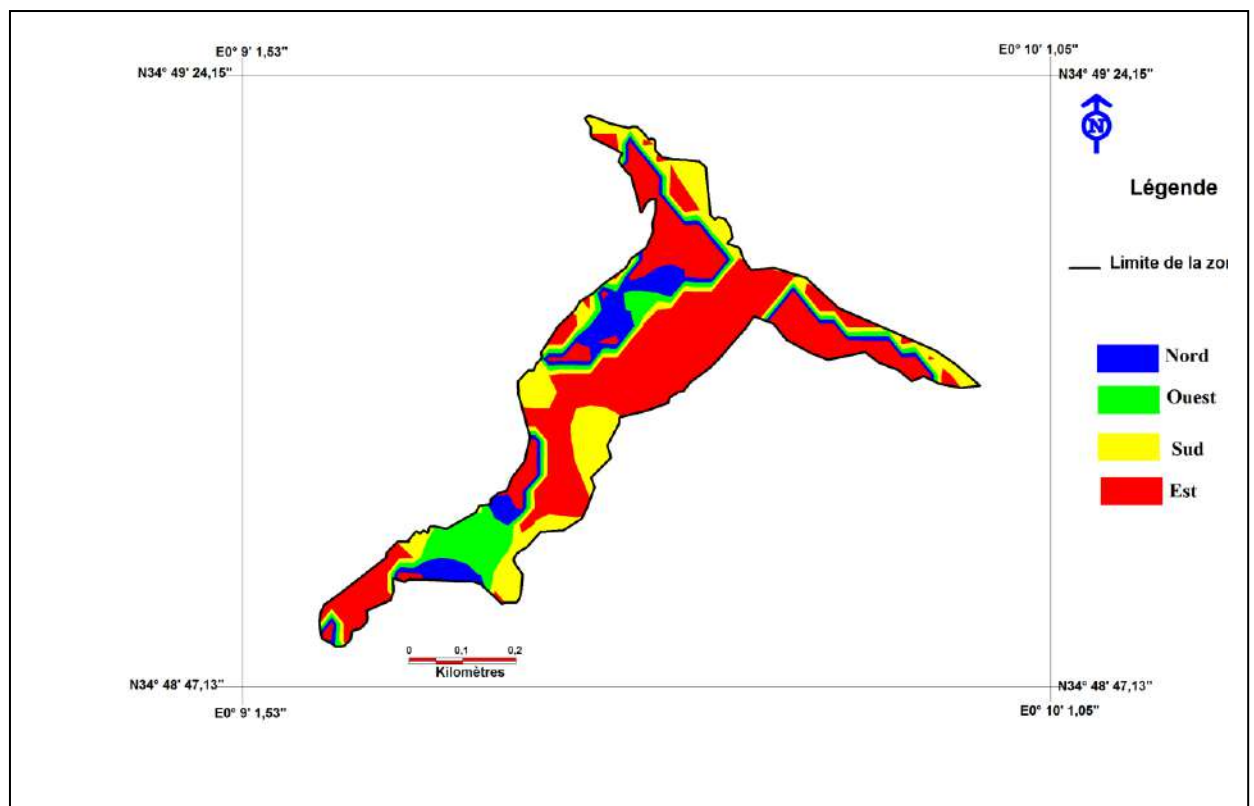 E0° 9' 1,53"
E0° 10' 1,05"
N34° 49' 24,15"
N34° 49' 24,15"
N
Légende
Limite de la zo
Nord
Ouest
Sud
Est
0 0,1 0,2
Kilomètres
N34° 48' 47,13"
N34° 48' 47,13"
E0° 9' 1,53"
E0° 10' 1,05"